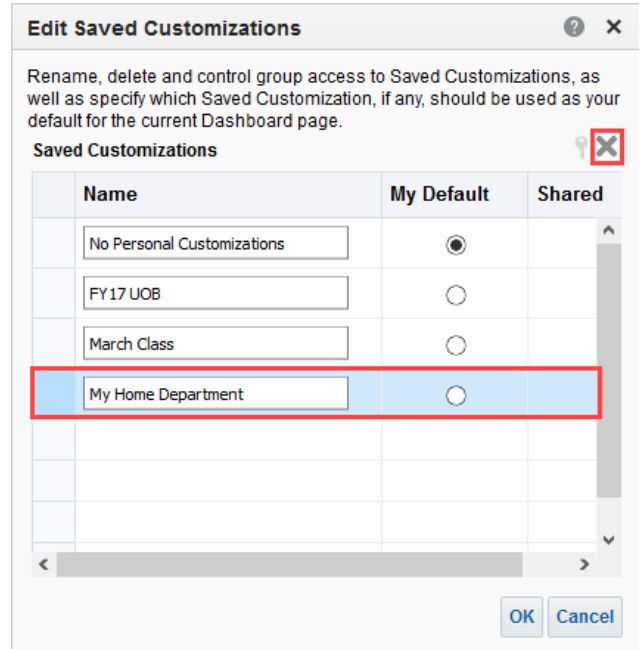 Edit Saved Customizations
Rename, delete and control group access to Saved Customizations, as
well as specify which Saved Customization, if any, should be used as your
default for the current Dashboard page.
Saved Customizations
Name My Default Shared
No Personal Customizations
FY17 UOB
March Class
My Home Department
OK Cancel